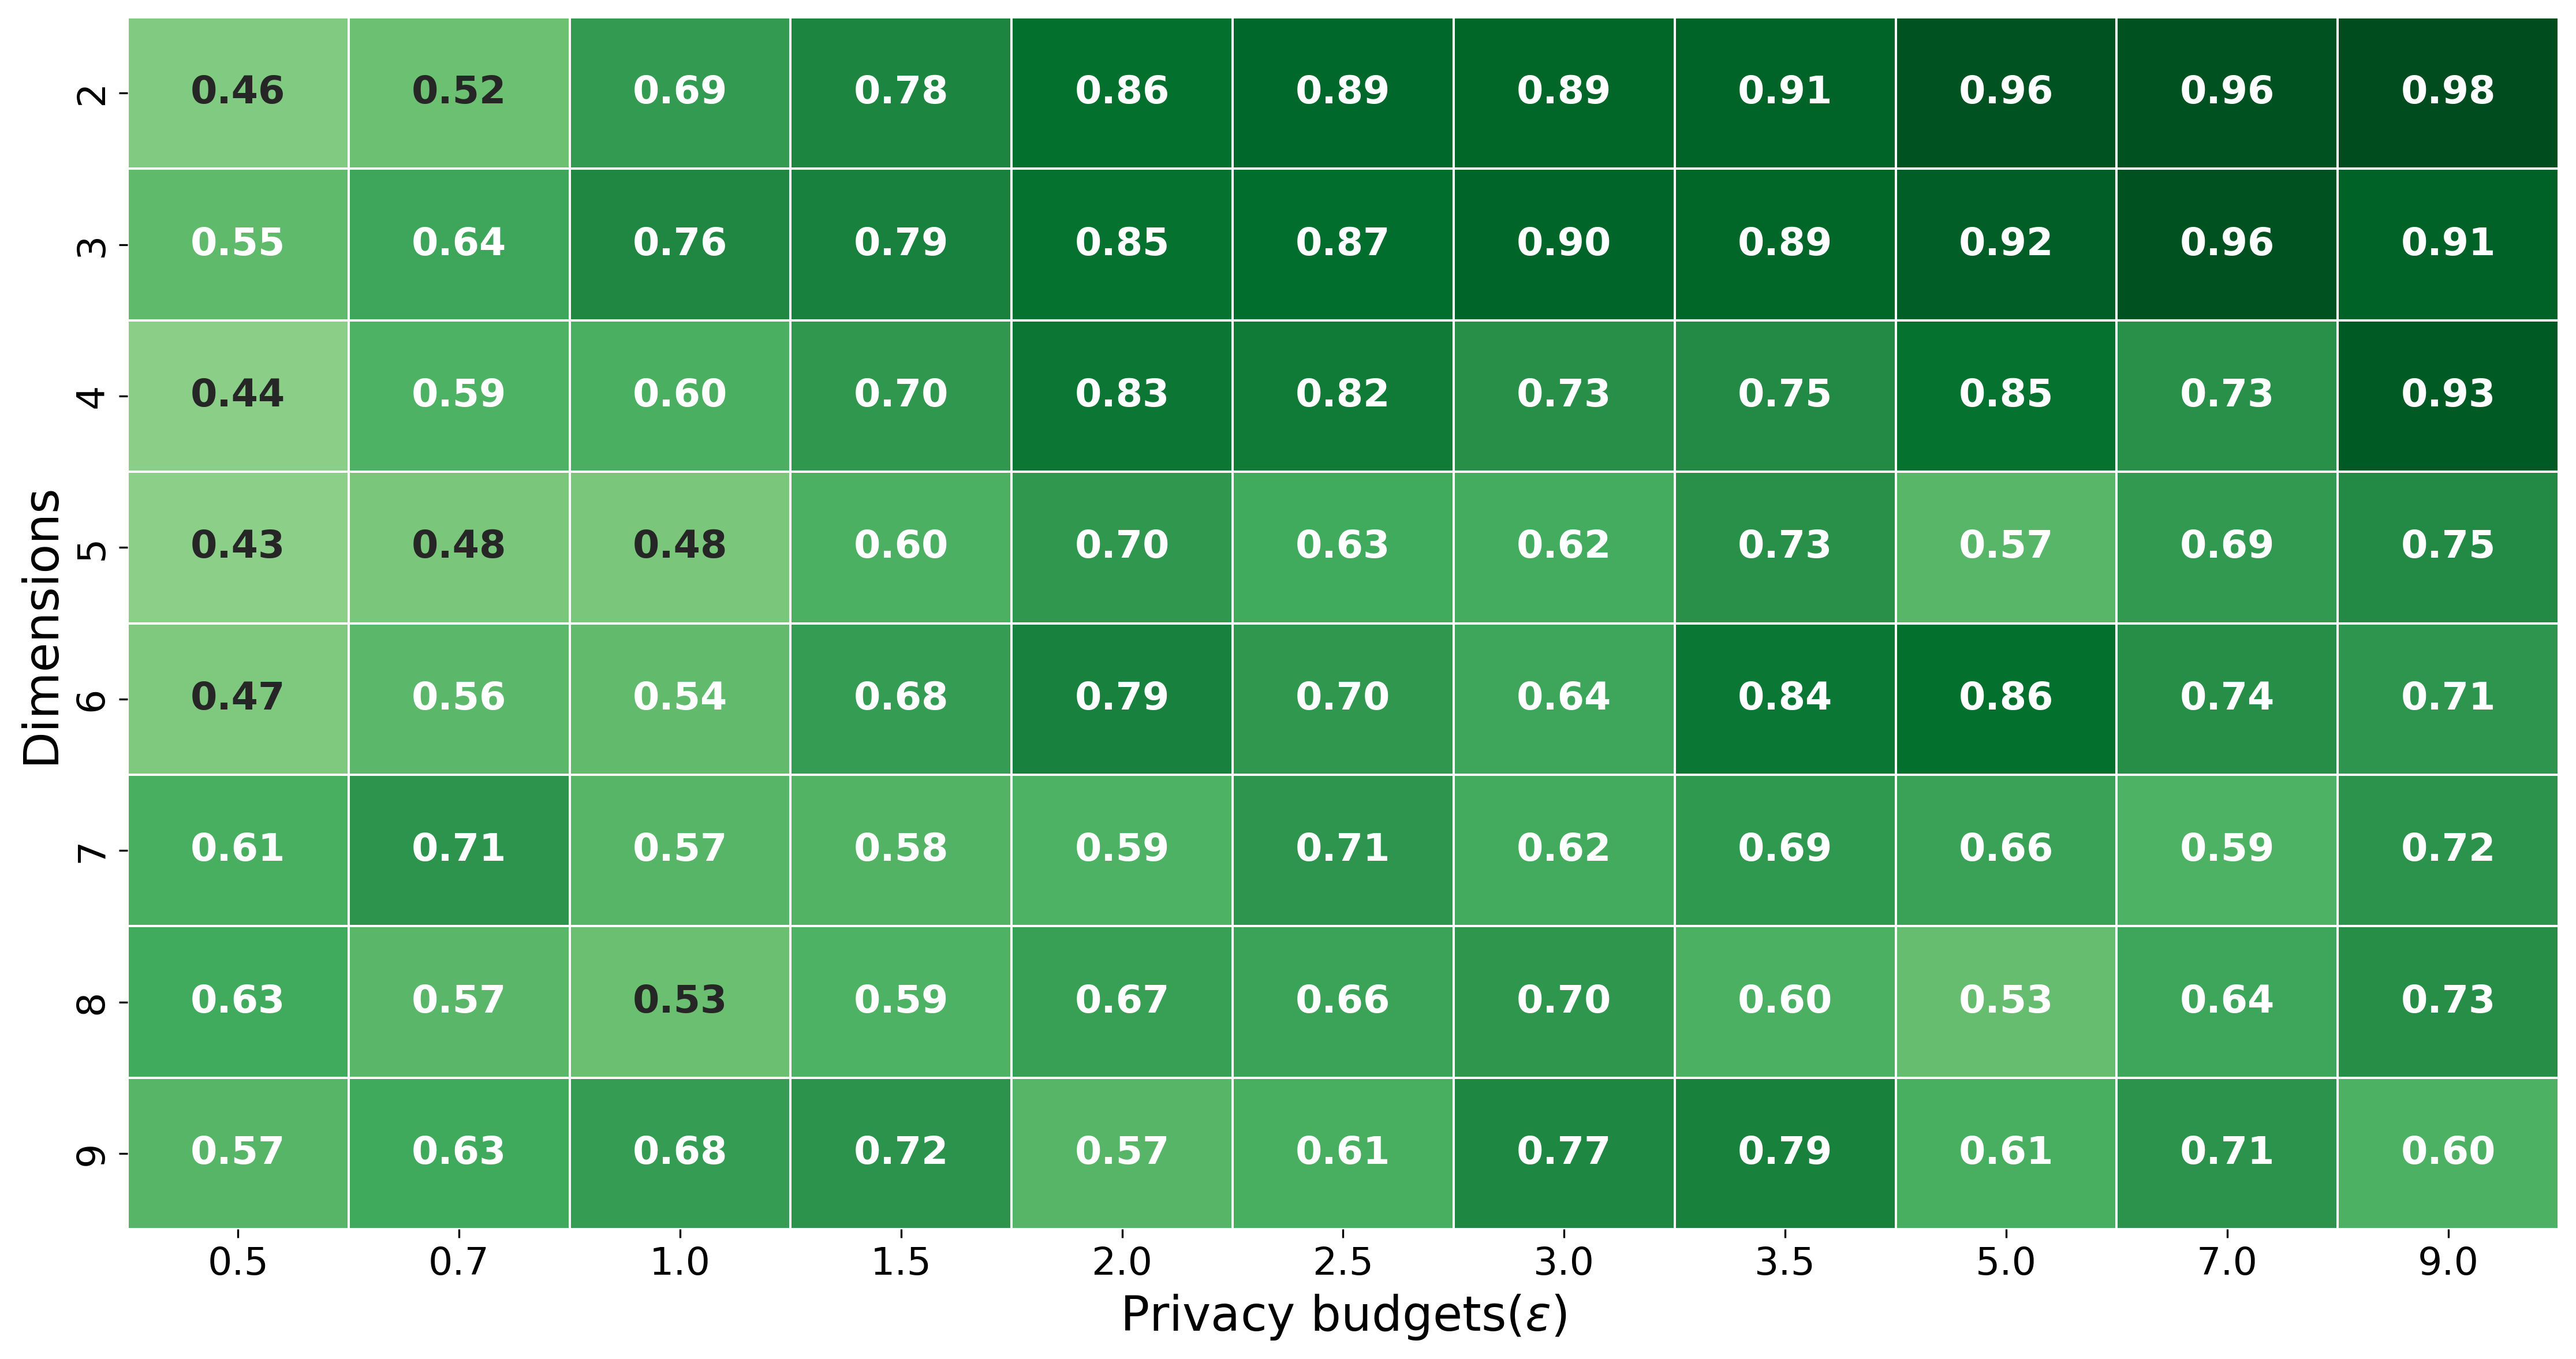 2 0.46 0.52 0.69 0.78 0.86 0.89 0.89 0.91 0.96 0.96 0.98
3 0.55 0.64 0.76 0.79 0.85 0.87 0.90 0.89 0.92 0.96 0.91
4 0.44 0.59 0.60 0.70 0.83 0.82 0.73 0.75 0.85 0.73 0.93
5 0.43 0.48 0.48 0.60 0.70 0.63 0.62 0.73 0.57 0.69 0.75
6 0.47 0.56 0.54 0.68 0.79 0.70 0.64 0.84 0.86 0.74 0.71
7 0.61 0.71 0.57 0.58 0.59 0.71 0.62 0.69 0.66 0.59 0.72
8 0.63 0.57 0.53 0.59 0.67 0.66 0.70 0.60 0.53 0.64 0.73
9 0.57 0.63 0.68 0.72 0.57 0.61 0.77 0.79 0.61 0.71 0.60
0.5 0.7 1.0 1.5 2.0 2.5 3.0 3.5 5.0 7.0 9.0
Privacy budgets(ε)
Dimensions